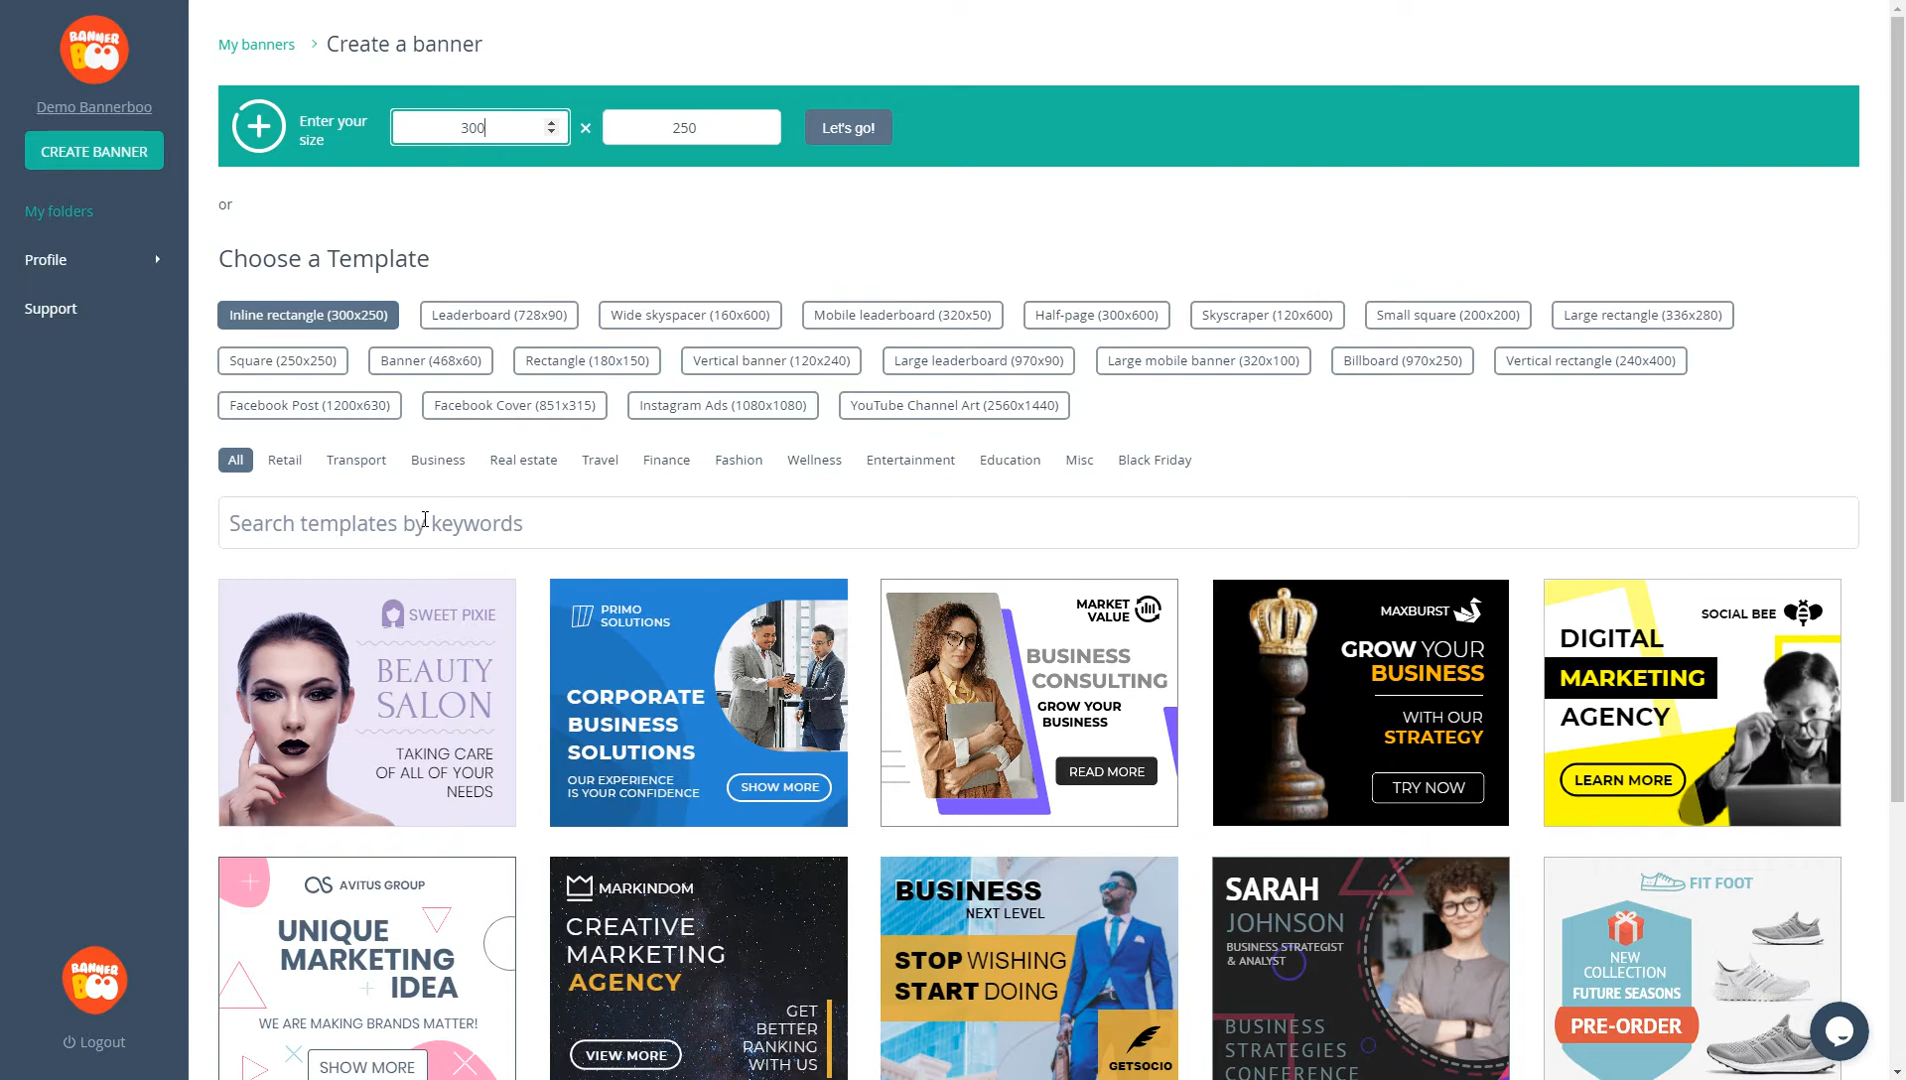 BANNER
BOO
Demo Bannerboo
CREATE BANNER
My folders
Profile
Support
BANNER
BOO
Logout
My banners > Create a banner
Enter your
size
300 × 250 Let's go!
or
Choose a Template
Inline rectangle (300x250) Leaderboard (728x90) Wide skyspacer (160x600) Mobile leaderboard (320x50) Half-page (300x600) Skyscraper (120x600) Small square (200x200) Large rectangle (336x280)
Square (250x250) Banner (468x60) Rectangle (180x150) Vertical banner (120x240) Large leaderboard (970x90) Large mobile banner (320x100) Billboard (970x250) Vertical rectangle (240x400)
Facebook Post (1200x630) Facebook Cover (851x315) Instagram Ads (1080x1080) YouTube Channel Art (2560x1440)
All Retail Transport Business Real estate Travel Finance Fashion Wellness Entertainment Education Misc Black Friday
Search templates by keywords
SWEET PIXIE
BEAUTY
SALON
TAKING CARE
OF ALL OF YOUR
NEEDS
PRIMO
SOLUTIONS
CORPORATE
BUSINESS
SOLUTIONS
OUR EXPERIENCE
IS YOUR CONFIDENCE
SHOW MORE
MARKET
VALUE
BUSINESS
CONSULTING
GROW YOUR
BUSINESS
READ MORE
MAXBURST
GROW YOUR
BUSINESS
WITH OUR
STRATEGY
TRY NOW
SOCIAL BEE
DIGITAL
MARKETING
AGENCY
LEARN MORE
AVITUS GROUP
UNIQUE
MARKETING
IDEA
WE ARE MAKING BRANDS MATTER!
SHOW MORE
MARKINDOM
CREATIVE
MARKETING
AGENCY
GET
BETTER
RANKING
WITH US
VIEW MORE
BUSINESS
NEXT LEVEL
STOP WISHING
START DOING
GETSOCIO
SARAH
JOHNSON
BUSINESS STRATEGIST
& ANALYST
BUSINESS
STRATEGIES
CONFERENCE
FIT FOOT
NEW
COLLECTION
FUTURE SEASONS
PRE-ORDER